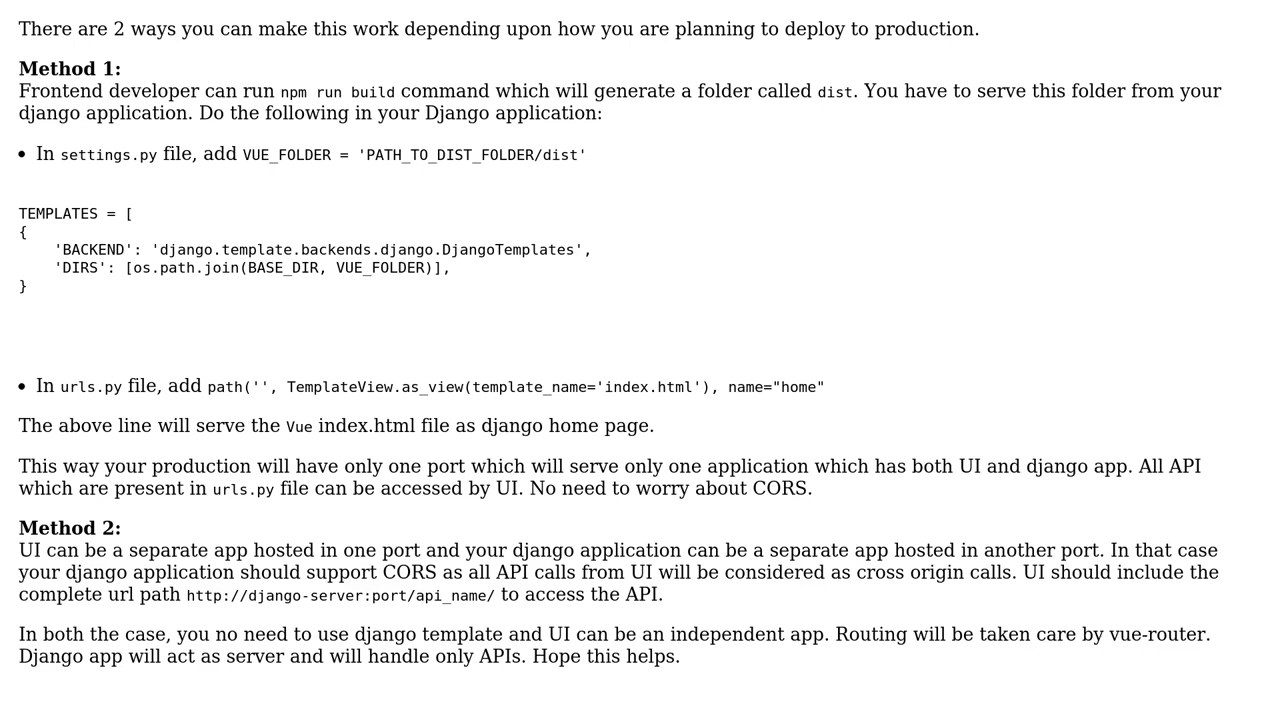 There are 2 ways you can make this work depending upon how you are planning to deploy to production.
Method 1:
Frontend developer can run npm run build command which will generate a folder called dist. You have to serve this folder from your
django application. Do the following in your Django application:
• In settings.py file, add VUE_FOLDER = 'PATH_TO_DIST_FOLDER/dist'
TEMPLATES = [
{
    'BACKEND': 'django.template.backends.django.DjangoTemplates',
    'DIRS': [os.path.join(BASE_DIR, VUE_FOLDER)],
}
• In urls.py file, add path('', TemplateView.as_view(template_name='index.html'), name="home"
The above line will serve the Vue index.html file as django home page.
This way your production will have only one port which will serve only one application which has both UI and django app. All API
which are present in urls.py file can be accessed by UI. No need to worry about CORS.
Method 2:
UI can be a separate app hosted in one port and your django application can be a separate app hosted in another port. In that case
your django application should support CORS as all API calls from UI will be considered as cross origin calls. UI should include the
complete url path http://django-server:port/api_name/ to access the API.
In both the case, you no need to use django template and UI can be an independent app. Routing will be taken care by vue-router.
Django app will act as server and will handle only APIs. Hope this helps.